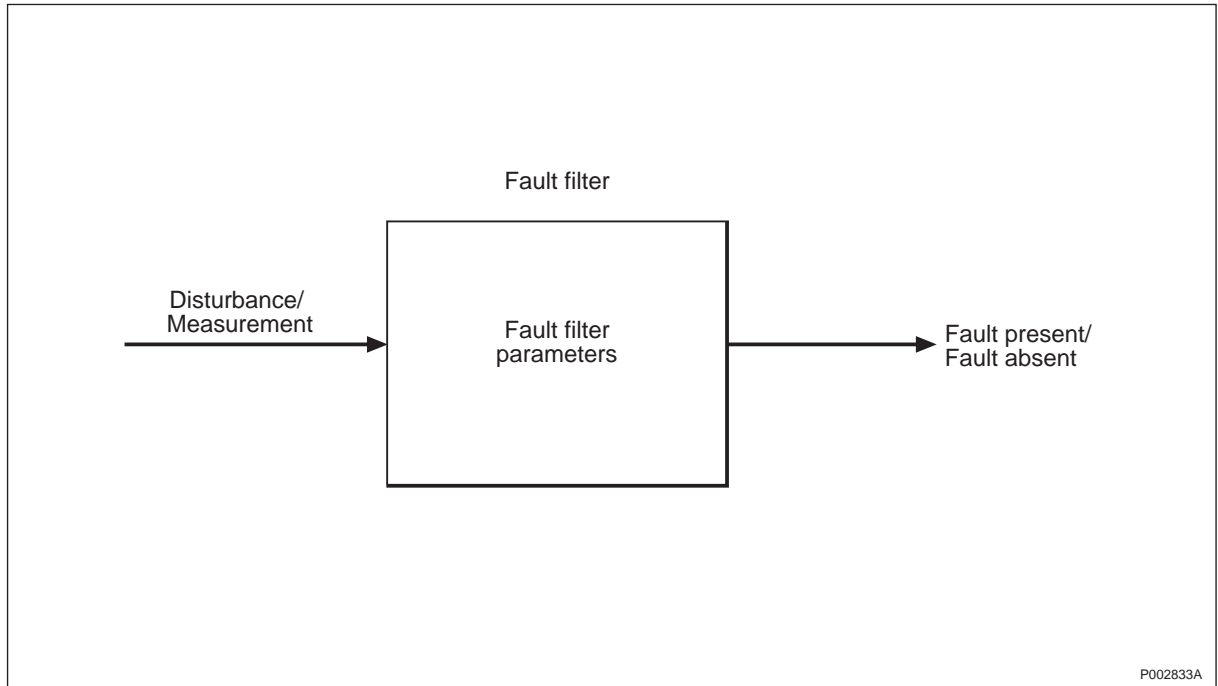 Fault filter
Disturbance/
Measurement
Fault filter
parameters
Fault present/
Fault absent
P002833A